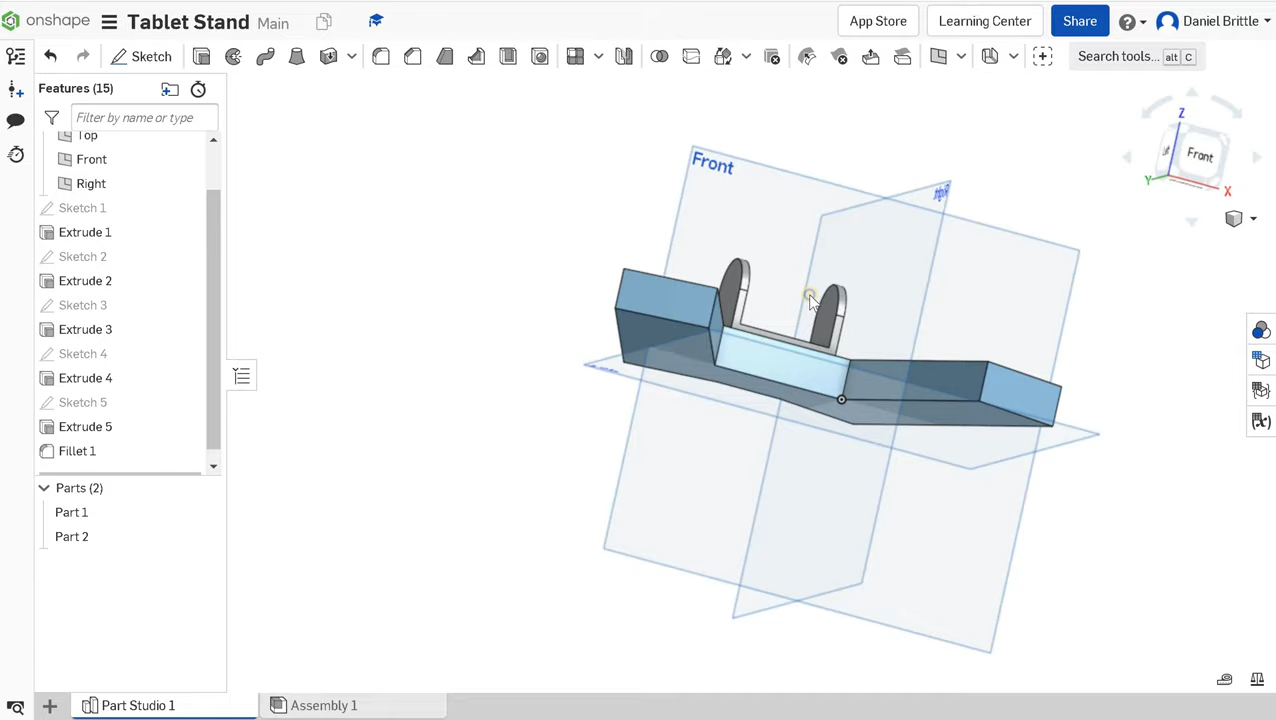 onshape Tablet Stand Main App Store Learning Center Share Daniel Brittle
Sketch Search tools... alt C
Features (15)
Filter by name or type
Top
Front
Right
Sketch 1
Extrude 1
Sketch 2
Extrude 2
Sketch 3
Extrude 3
Sketch 4
Extrude 4
Sketch 5
Extrude 5
Fillet 1
Parts (2)
Part 1
Part 2
Front
Right
Z
Front
Y
X
Part Studio 1 Assembly 1